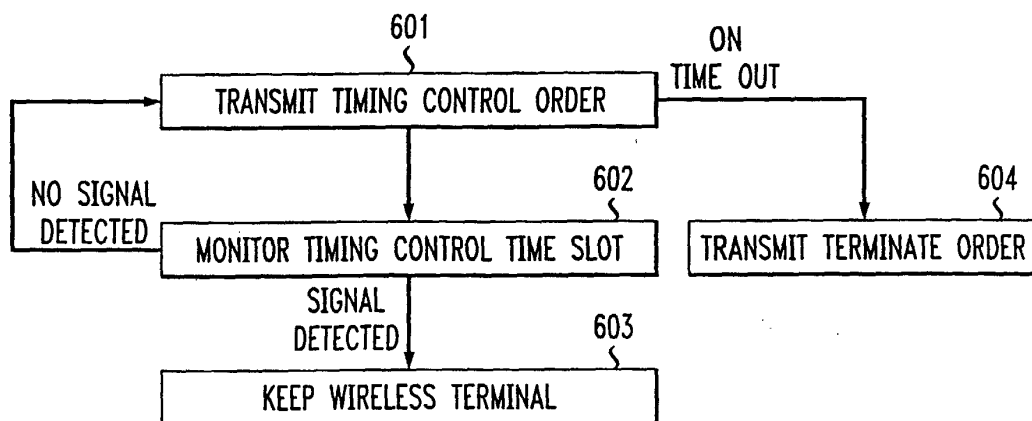 601
TRANSMIT TIMING CONTROL ORDER
ON
TIME OUT
NO SIGNAL
DETECTED
602
MONITOR TIMING CONTROL TIME SLOT
604
TRANSMIT TERMINATE ORDER
SIGNAL
DETECTED
603
KEEP WIRELESS TERMINAL